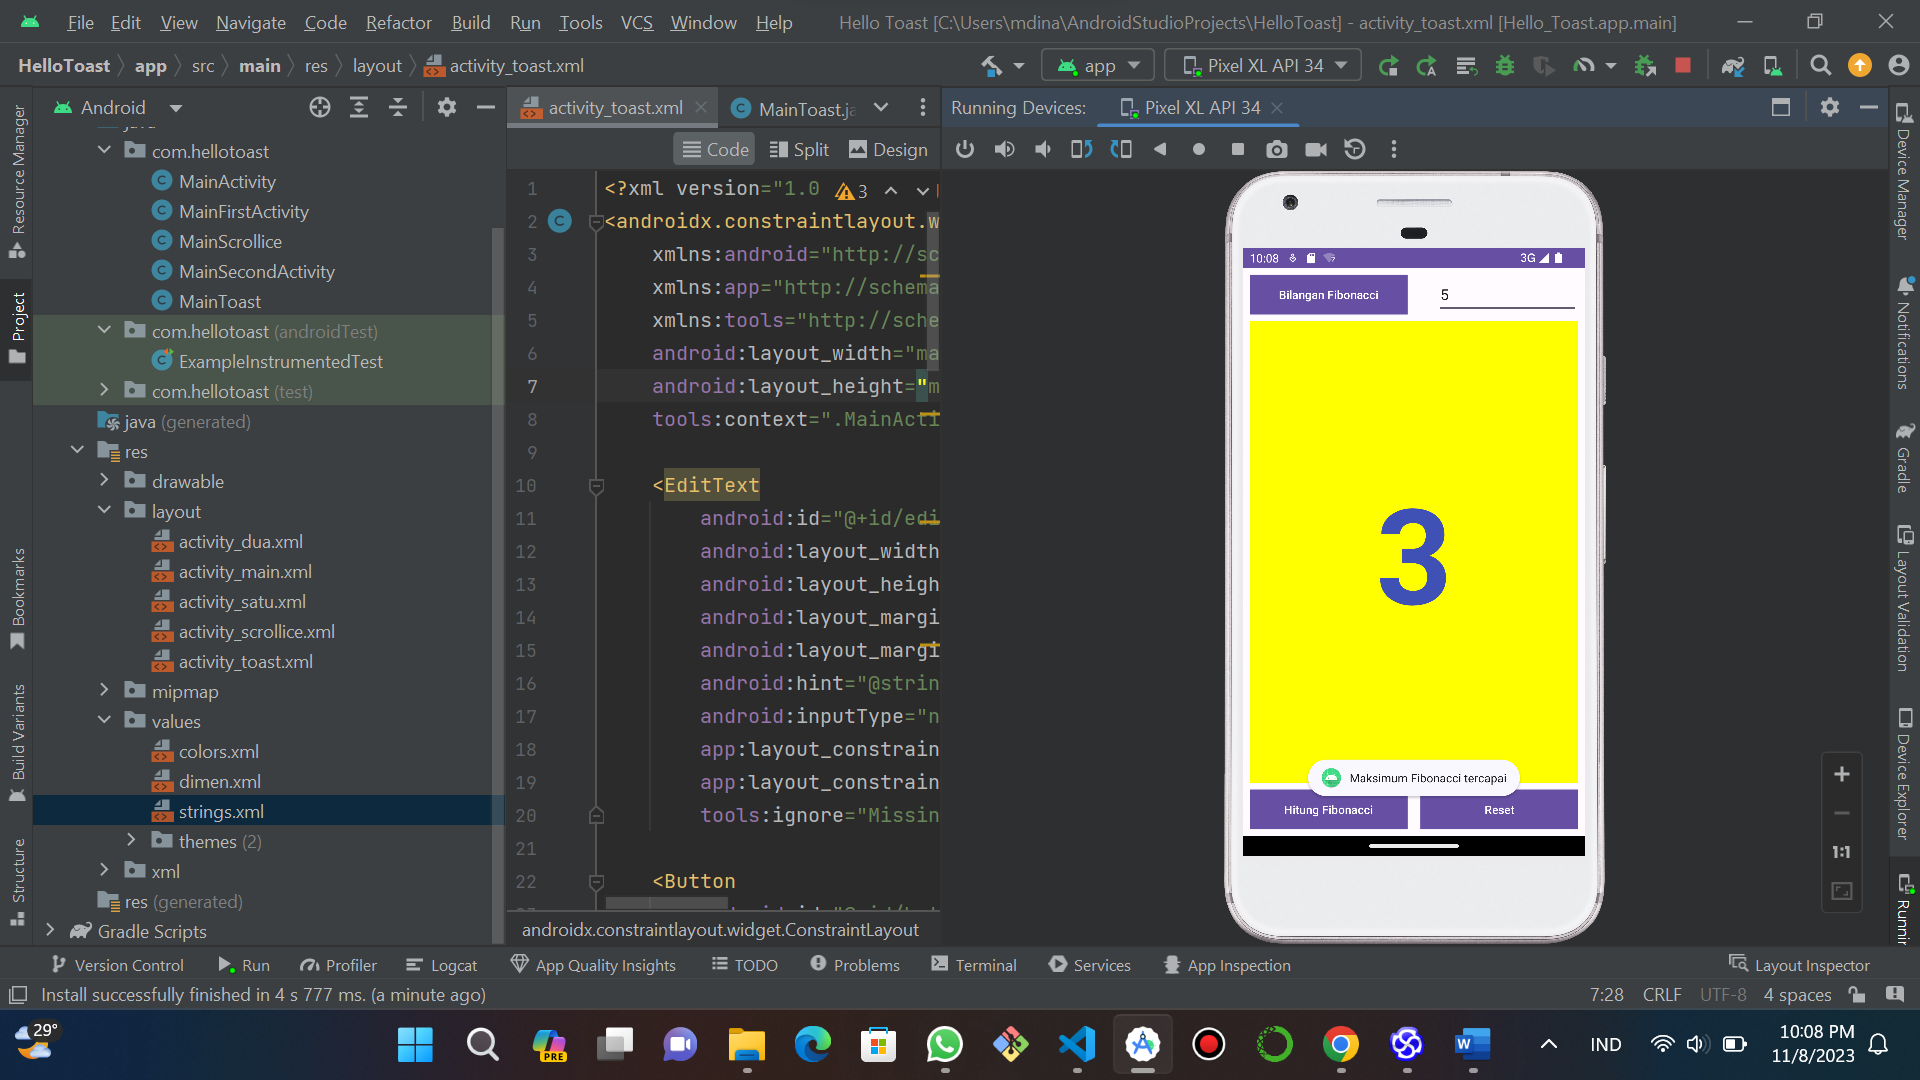 File Edit View Navigate Code Refactor Build Run Tools VCS Window Help Hello Toast [C:\Users\mdina\AndroidStudioProjects\HelloToast] - activity_toast.xml [Hello_Toast.app.main]
HelloToast app src main res layout activity_toast.xml app Pixel XL API 34
Resource Manager
Project
Bookmarks
Build Variants
Structure
Android
java
com.hellotoast
MainActivity
MainFirstActivity
MainScrollice
MainSecondActivity
MainToast
com.hellotoast (androidTest)
ExampleInstrumentedTest
com.hellotoast (test)
java (generated)
res
drawable
layout
activity_dua.xml
activity_main.xml
activity_satu.xml
activity_scrollice.xml
activity_toast.xml
mipmap
values
colors.xml
dimen.xml
strings.xml
themes (2)
xml
res (generated)
Gradle Scripts
activity_toast.xml MainToast.ja
Code Split Design
1 <?xml version="1.0 3
2 <androidx.constraintlayout.w
3 xmlns:android="http://sc
4 xmlns:app="http://schema
5 xmlns:tools="http://sche
6 android:layout_width="ma
7 android:layout_height="m
8 tools:context=".MainActi
9
10 <EditText
11 android:id="@+id/edi
12 android:layout_width
13 android:layout_heigh
14 android:layout_margi
15 android:layout_margi
16 android:hint="@strin
17 android:inputType="n
18 app:layout_constrain
19 app:layout_constrain
20 tools:ignore="Missin
21
22 <Button
androidx.constraintlayout.widget.ConstraintLayout
Running Devices: Pixel XL API 34
10:08 3G
Bilangan Fibonacci 5
3
Maksimum Fibonacci tercapai
Hitung Fibonacci Reset
1:1
Device Manager
Notifications
Gradle
Layout Validation
Device Explorer
Runnin
Version Control Run Profiler Logcat App Quality Insights TODO Problems Terminal Services App Inspection Layout Inspector
Install successfully finished in 4 s 777 ms. (a minute ago) 7:28 CRLF UTF-8 4 spaces
29° PRE IND 10:08 PM
11/8/2023